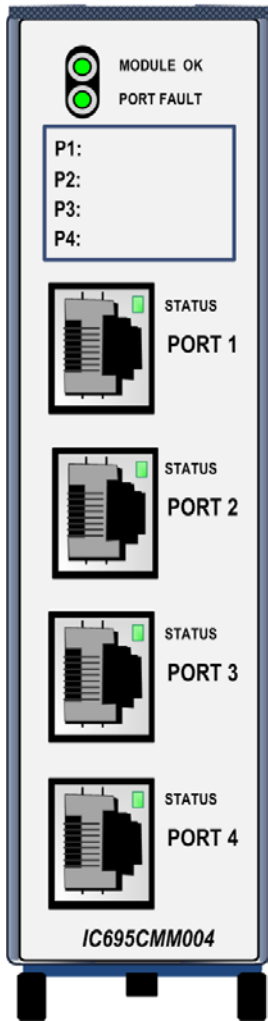 MODULE OK
PORT FAULT
P1:
P2:
P3:
P4:
STATUS
PORT 1
STATUS
PORT 2
STATUS
PORT 3
STATUS
PORT 4
IC695CMM004